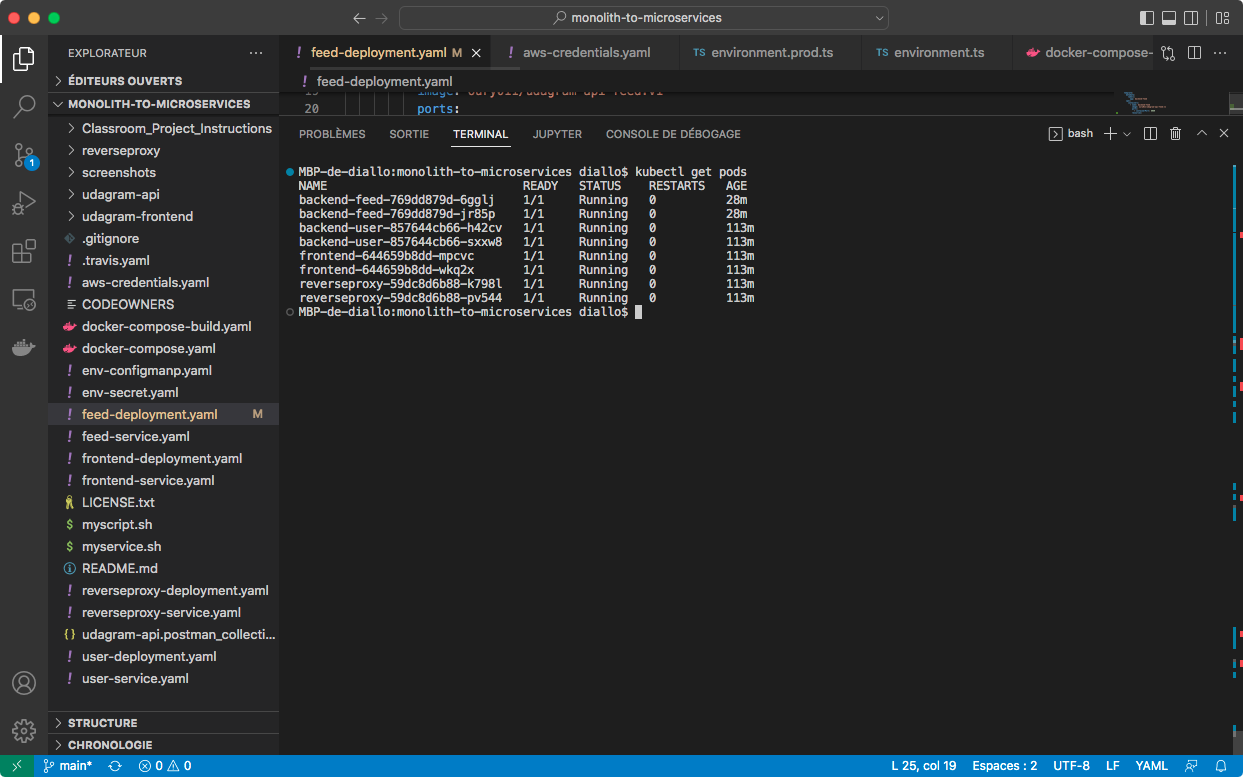 monolith-to-microservices
EXPLORATEUR
ÉDITEURS OUVERTS
MONOLITH-TO-MICROSERVICES
Classroom_Project_Instructions
reverseproxy
screenshots
udagram-api
udagram-frontend
.gitignore
.travis.yaml
aws-credentials.yaml
CODEOWNERS
docker-compose-build.yaml
docker-compose.yaml
env-configmanp.yaml
env-secret.yaml
feed-deployment.yaml M
feed-service.yaml
frontend-deployment.yaml
frontend-service.yaml
LICENSE.txt
myscript.sh
myservice.sh
README.md
reverseproxy-deployment.yaml
reverseproxy-service.yaml
udagram-api.postman_collecti...
user-deployment.yaml
user-service.yaml
STRUCTURE
CHRONOLOGIE
feed-deployment.yaml M aws-credentials.yaml TS environment.prod.ts TS environment.ts docker-compose-
feed-deployment.yaml
20 ports:
PROBLÈMES SORTIE TERMINAL JUPYTER CONSOLE DE DÉBOGAGE bash
MBP-de-diallo:monolith-to-microservices diallo$ kubectl get pods
NAME READY STATUS RESTARTS AGE
backend-feed-769dd879d-6gglj 1/1 Running 0 28m
backend-feed-769dd879d-jr85p 1/1 Running 0 28m
backend-user-857644cb66-h42cv 1/1 Running 0 113m
backend-user-857644cb66-sxxw8 1/1 Running 0 113m
frontend-644659b8dd-mpcvc 1/1 Running 0 113m
frontend-644659b8dd-wkq2x 1/1 Running 0 113m
reverseproxy-59dc8d6b88-k798l 1/1 Running 0 113m
reverseproxy-59dc8d6b88-pv544 1/1 Running 0 113m
MBP-de-diallo:monolith-to-microservices diallo$
1
main* 0 0 L 25, col 19 Espaces : 2 UTF-8 LF YAML